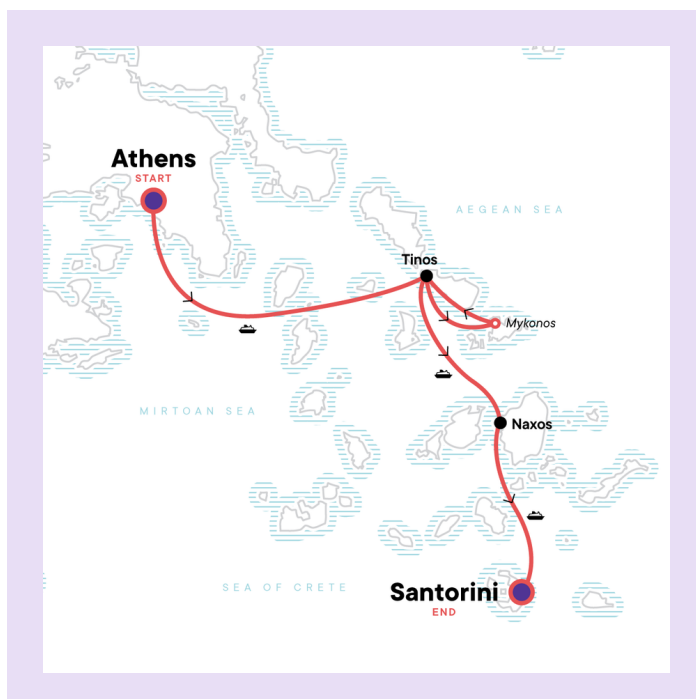 Athens
START
AEGEAN SEA
Tinos
Mykonos
MIRTOAN SEA
Naxos
SEA OF CRETE
Santorini
END